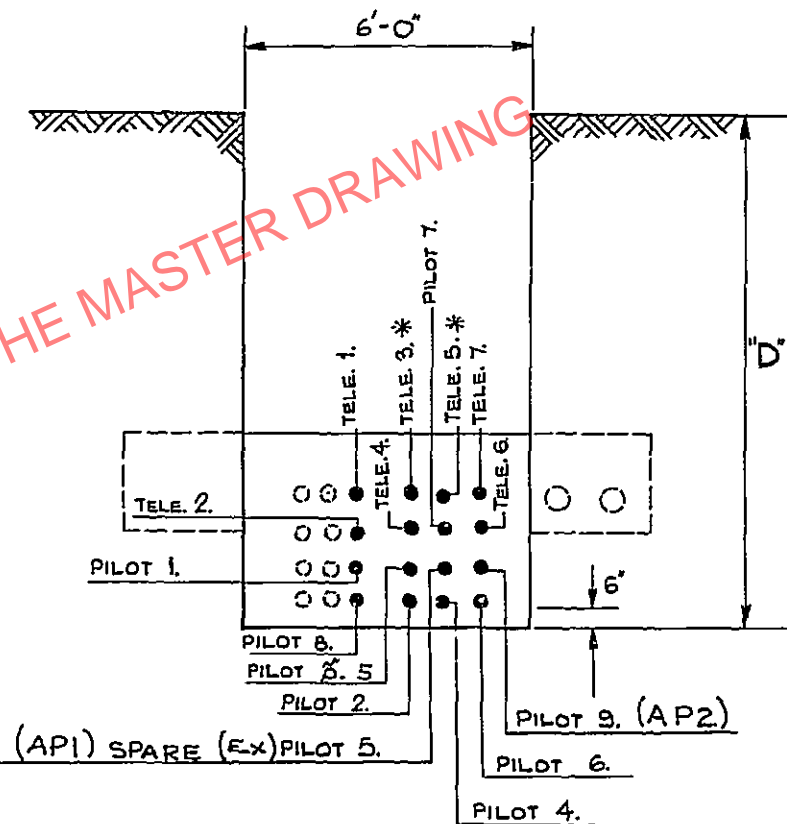 6'-0"
HE MASTER DRAWING
PILOT 7.
TELE. 1.
TELE. 3. *
TELE. 5. *
TELE. 7.
"D"
TELE. 4.
TELE. 6.
TELE. 2.
PILOT 1.
6"
PILOT 8.
PILOT 5
PILOT 2.
PILOT 9. (AP2)
(AP1) SPARE (EX) PILOT 5.
PILOT 6.
PILOT 4.